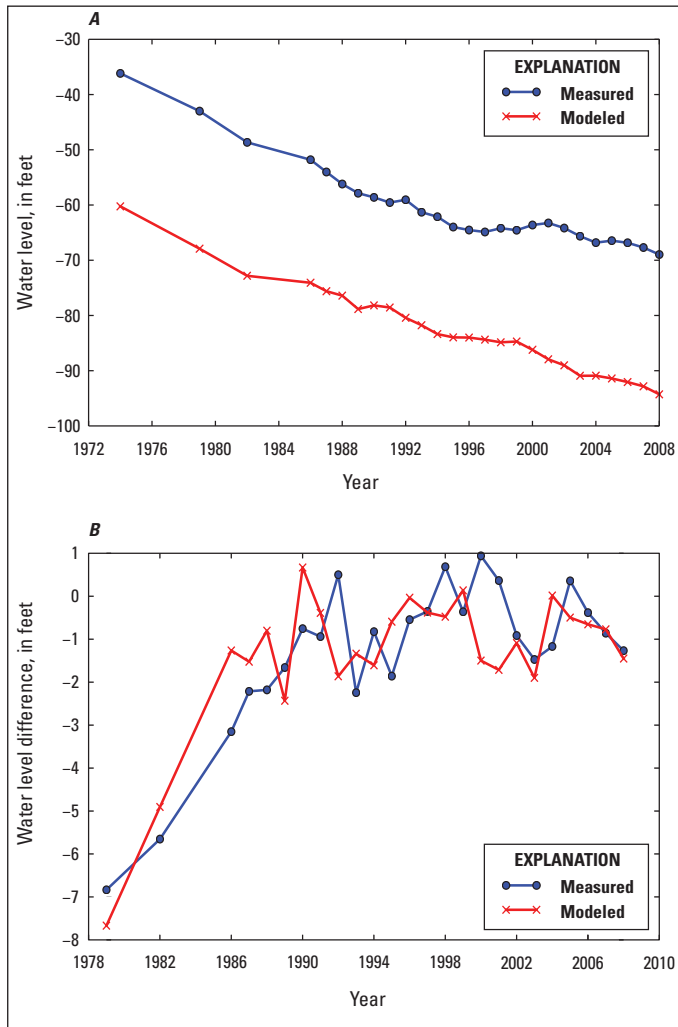 A
−30
−40
−50
−60
−70
−80
−90
−100
Water level, in feet
EXPLANATION
Measured
Modeled
1972 1976 1980 1984 1988 1992 1996 2000 2004 2008
Year
B
1
0
−1
−2
−3
−4
−5
−6
−7
−8
Water level difference, in feet
EXPLANATION
Measured
Modeled
1978 1982 1986 1990 1994 1998 2002 2006 2010
Year